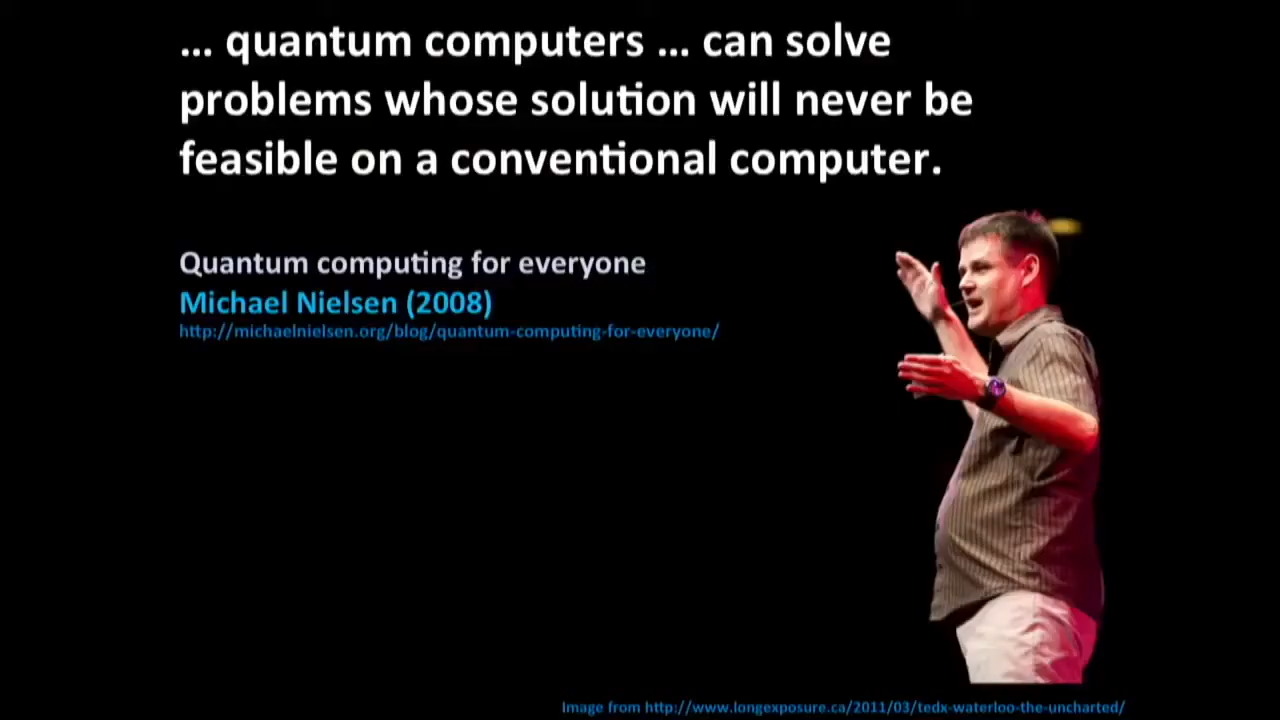 ... quantum computers ... can solve
problems whose solution will never be
feasible on a conventional computer.
Quantum computing for everyone
Michael Nielsen (2008)
http://michaelnielsen.org/blog/quantum-computing-for-everyone/
Image from http://www.longexposure.ca/2011/03/tedx-waterloo-the-uncharted/